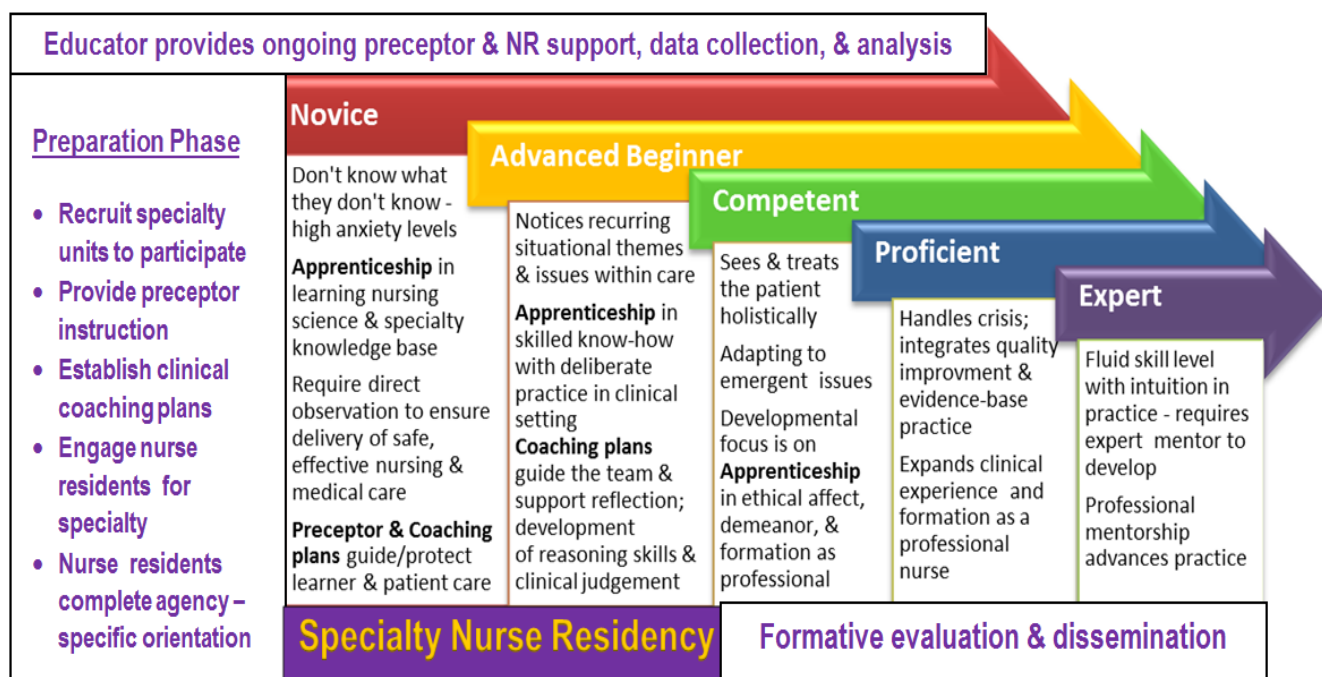 Educator provides ongoing preceptor & NR support, data collection, & analysis
Preparation Phase
• Recruit specialty
units to participate
• Provide preceptor
instruction
• Establish clinical
coaching plans
• Engage nurse
residents for
specialty
• Nurse residents
complete agency –
specific orientation
Novice
Don't know what
they don't know -
high anxiety levels
Apprenticeship in
learning nursing
science & specialty
knowledge base
Require direct
observation to ensure
delivery of safe,
effective nursing &
medical care
Preceptor & Coaching
plans guide/protect
learner & patient care
Advanced Beginner
Notices recurring
situational themes
& issues within care
Apprenticeship in
skilled know-how
with deliberate
practice in clinical
setting
Coaching plans
guide the team &
support reflection;
development
of reasoning skills &
clinical judgement
Competent
Sees & treats
the patient
holistically
Adapting to
emergent issues
Developmental
focus is on
Apprenticeship
in ethical affect,
demeanor, &
formation as
professional
Proficient
Handles crisis;
integrates quality
improvment &
evidence-base
practice
Expands clinical
experience and
formation as a
professional
nurse
Expert
Fluid skill level
with intuition in
practice - requires
expert mentor to
develop
Professional
mentorship
advances practice
Specialty Nurse Residency
Formative evaluation & dissemination